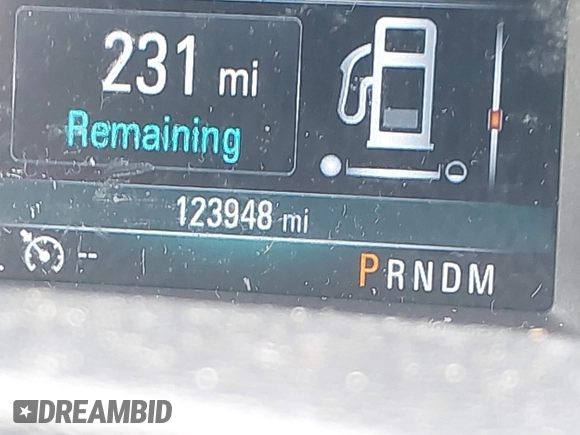 231 mi
Remaining
123948 mi
--
PRNDM
DREAMBID